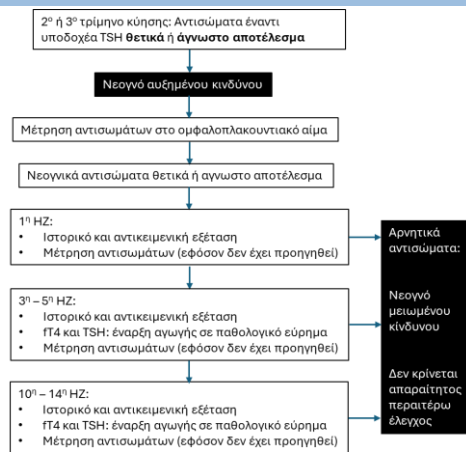 2º ή 3º τρίμηνο κύησης: Αντισώματα έναντι
υποδοχέα TSH θετικά ή άγνωστο αποτέλεσμα
Νεογνό αυξημένου κινδύνου
Μέτρηση αντισωμάτων στο ομφαλοπλακουντιακό αίμα
Νεογνικά αντισώματα θετικά ή αγνωστο αποτέλεσμα
1η ΗΖ:
• Ιστορικό και αντικειμενική εξέταση
• Μέτρηση αντισωμάτων (εφόσον δεν έχει προηγηθεί)
3η – 5η ΗΖ:
• Ιστορικό και αντικειμενική εξέταση
• fT4 και TSH: έναρξη αγωγής σε παθολογικό εύρημα
• Μέτρηση αντισωμάτων (εφόσον δεν έχει προηγηθεί)
10η – 14η ΗΖ:
• Ιστορικό και αντικειμενική εξέταση
• fT4 και TSH: έναρξη αγωγής σε παθολογικό εύρημα
• Μέτρηση αντισωμάτων (εφόσον δεν έχει προηγηθεί)
Αρνητικά
αντισώματα:
Νεογνό
μειωμένου
κίνδυνου
Δεν κρίνεται
απαραίτητος
περαιτέρω
έλεγχος